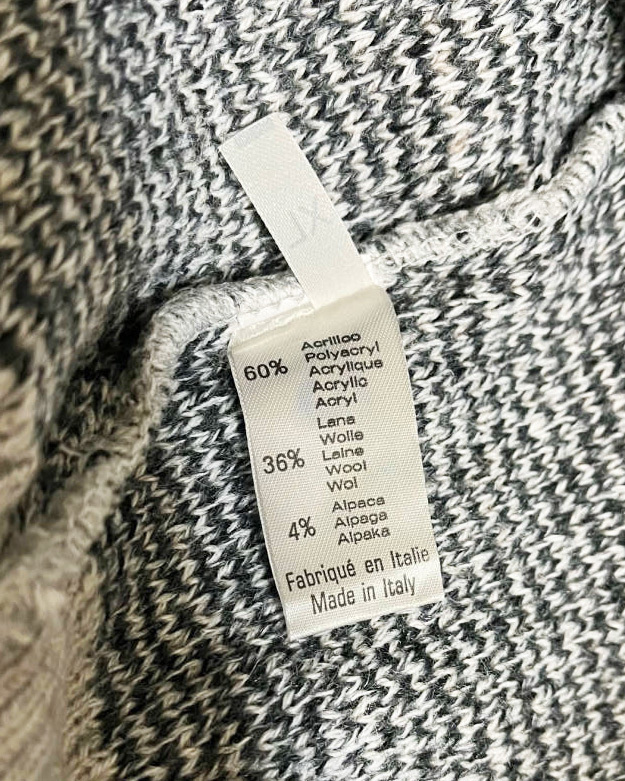 XL
60%
Acrilico
Polyacryl
Acrylique
Acrylic
Acryl
36%
Lana
Wolle
Laine
Wool
Wol
4%
Alpaca
Alpaga
Alpaka
Fabriqué en Italie
Made in Italy